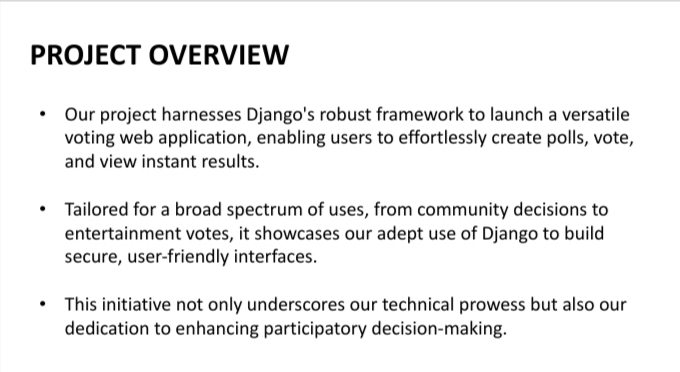 PROJECT OVERVIEW
• Our project harnesses Django's robust framework to launch a versatile
voting web application, enabling users to effortlessly create polls, vote,
and view instant results.
• Tailored for a broad spectrum of uses, from community decisions to
entertainment votes, it showcases our adept use of Django to build
secure, user-friendly interfaces.
• This initiative not only underscores our technical prowess but also our
dedication to enhancing participatory decision-making.